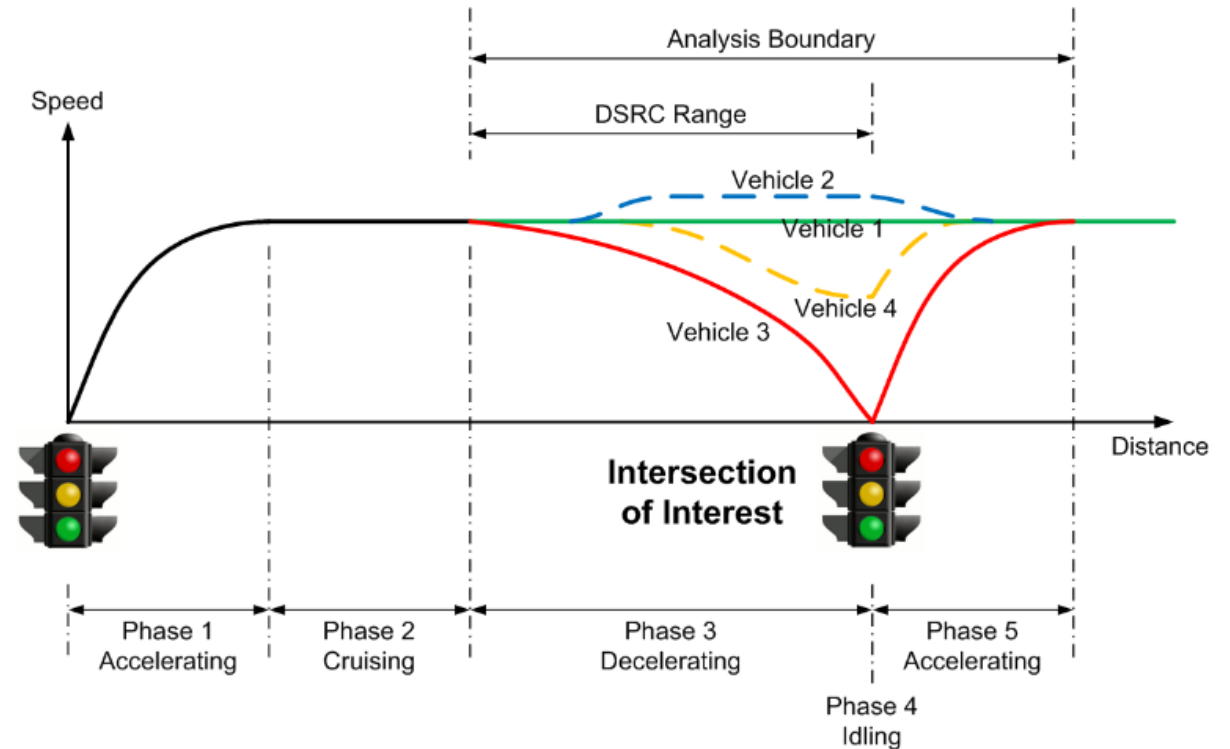 Analysis Boundary
Speed
DSRC Range
Vehicle 2
Vehicle 1
Vehicle 4
Vehicle 3
Distance
Intersection
of Interest
Phase 1
Accelerating
Phase 2
Cruising
Phase 3
Decelerating
Phase 5
Accelerating
Phase 4
Idling